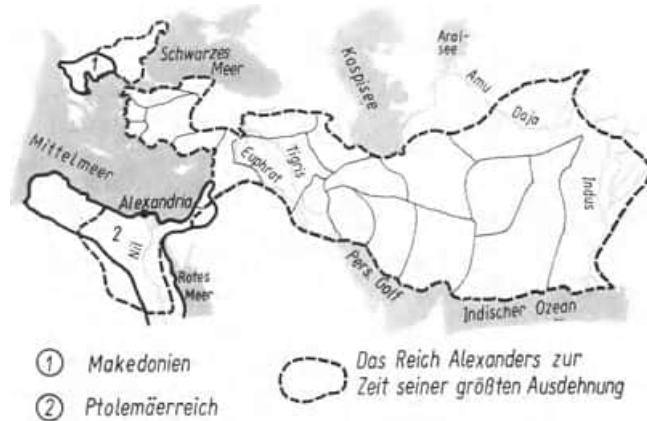 Schwarzes
Meer
Aral-
see
Kaspisee
Amu
Darja
1
Mittelmeer
Euphrat
Tigris
Indus
Alexandria
2
Nil
Rotes
Meer
Pers. Golf
Indischer Ozean
1 Makedonien
2 Ptolemäerreich
Das Reich Alexanders zur
Zeit seiner größten Ausdehnung